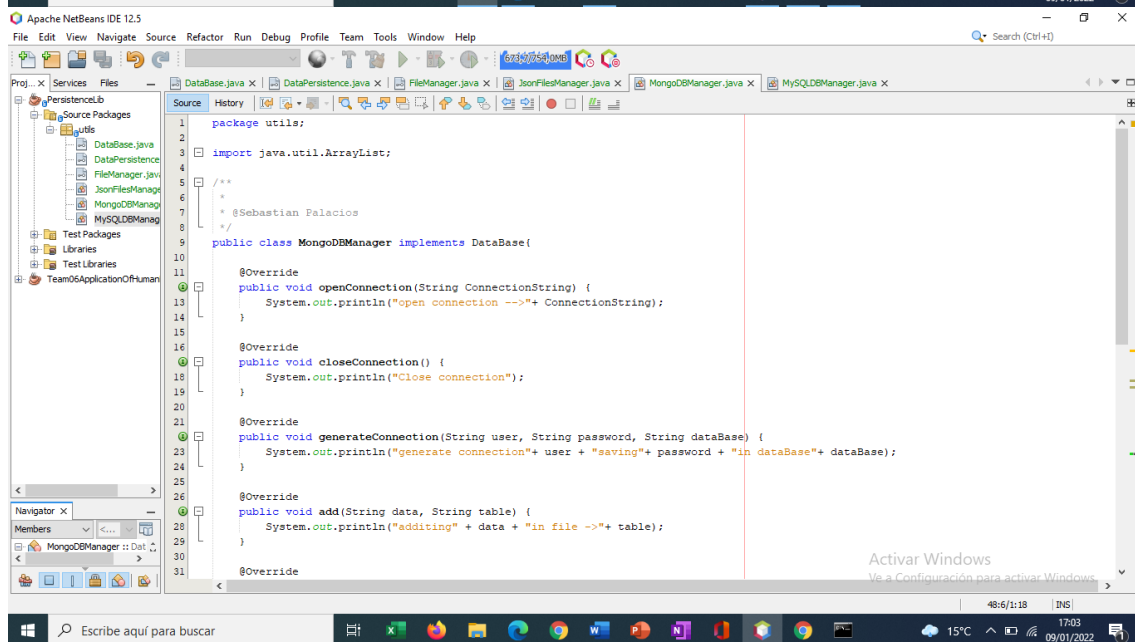 09/01/2022
Apache NetBeans IDE 12.5
File Edit View Navigate Source Refactor Run Debug Profile Team Tools Window Help
Search (Ctrl+I)
673,7/754,0MB
Proj... Services Files
DataBase.java DataPersistence.java FileManager.java JsonFilesManager.java MongoDBManager.java MySQLDBManager.java
PersistenceLib
Source Packages
utils
DataBase.java
DataPersistence
FileManager.jav
JsonFilesManage
MongoDBManag
MySQLDBManag
Test Packages
Libraries
Test Libraries
Team06ApplicationOfHuman
Source History
1 package utils;
2
3 import java.util.ArrayList;
4
5 /**
6 *
7 * @Sebastian Palacios
8 */
9 public class MongoDBManager implements DataBase{
10
11 @Override
public void openConnection(String ConnectionString) {
13 System.out.println("open connection -->"+ ConnectionString);
14 }
15
16 @Override
public void closeConnection() {
18 System.out.println("Close connection");
19 }
20
21 @Override
public void generateConnection(String user, String password, String dataBase) {
23 System.out.println("generate connection"+ user + "saving"+ password + "in dataBase"+ dataBase);
24 }
25
26 @Override
public void add(String data, String table) {
28 System.out.println("additing" + data + "in file ->"+ table);
29 }
30
31 @Override
Navigator
Members <...
MongoDBManager :: Dat
Activar Windows
Ve a Configuración para activar Windows.
48:6/1:18 INS
Escribe aquí para buscar
15°C
17:03
09/01/2022